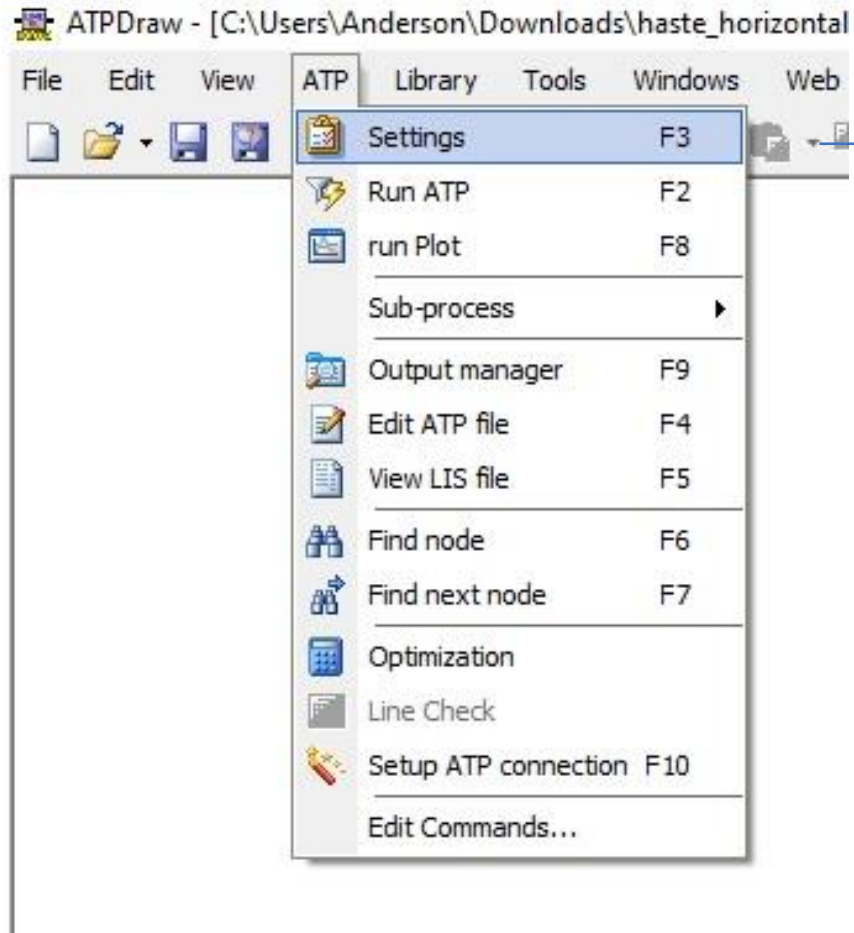 ATPDraw - [C:\Users\Anderson\Downloads\haste_horizontal
File Edit View ATP Library Tools Windows Web
Settings F3
Run ATP F2
run Plot F8
Sub-process
Output manager F9
Edit ATP file F4
View LIS file F5
Find node F6
Find next node F7
Optimization
Line Check
Setup ATP connection F10
Edit Commands...